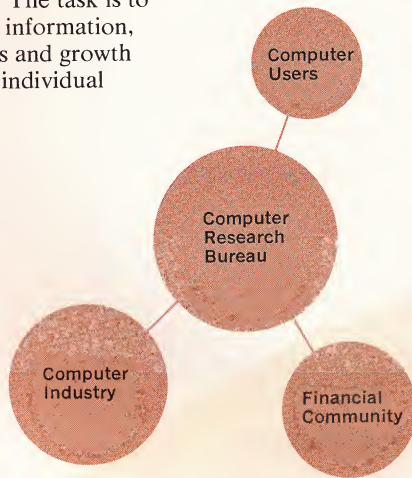 The task is to
information,
s and growth
individual
Computer
Users
Computer
Research
Bureau
Computer
Industry
Financial
Community